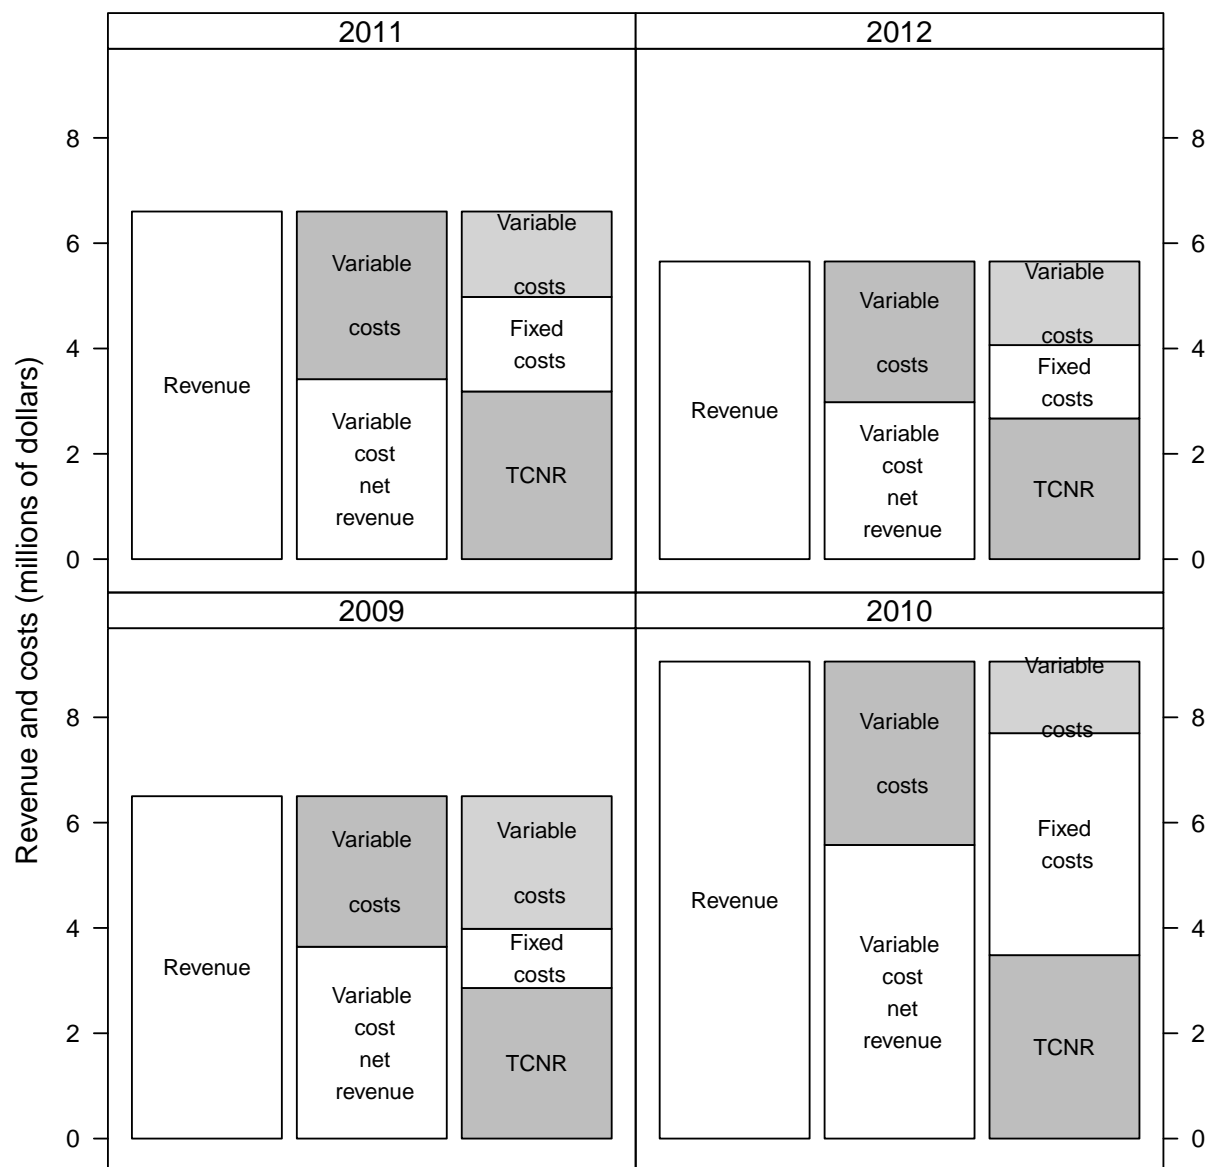 2011
2012
8
6
4
2
0
Revenue
Variable
costs
Variable
cost
net
revenue
Variable
costs
Fixed
costs
TCNR
Revenue
Variable
costs
Variable
cost
net
revenue
Variable
costs
Fixed
costs
TCNR
8
6
4
2
0
Revenue and costs (millions of dollars)
2009
2010
8
6
4
2
0
Revenue
Variable
costs
Variable
cost
net
revenue
Variable
costs
Fixed
costs
TCNR
Revenue
Variable
costs
Variable
cost
net
revenue
Variable
costs
Fixed
costs
TCNR
8
6
4
2
0